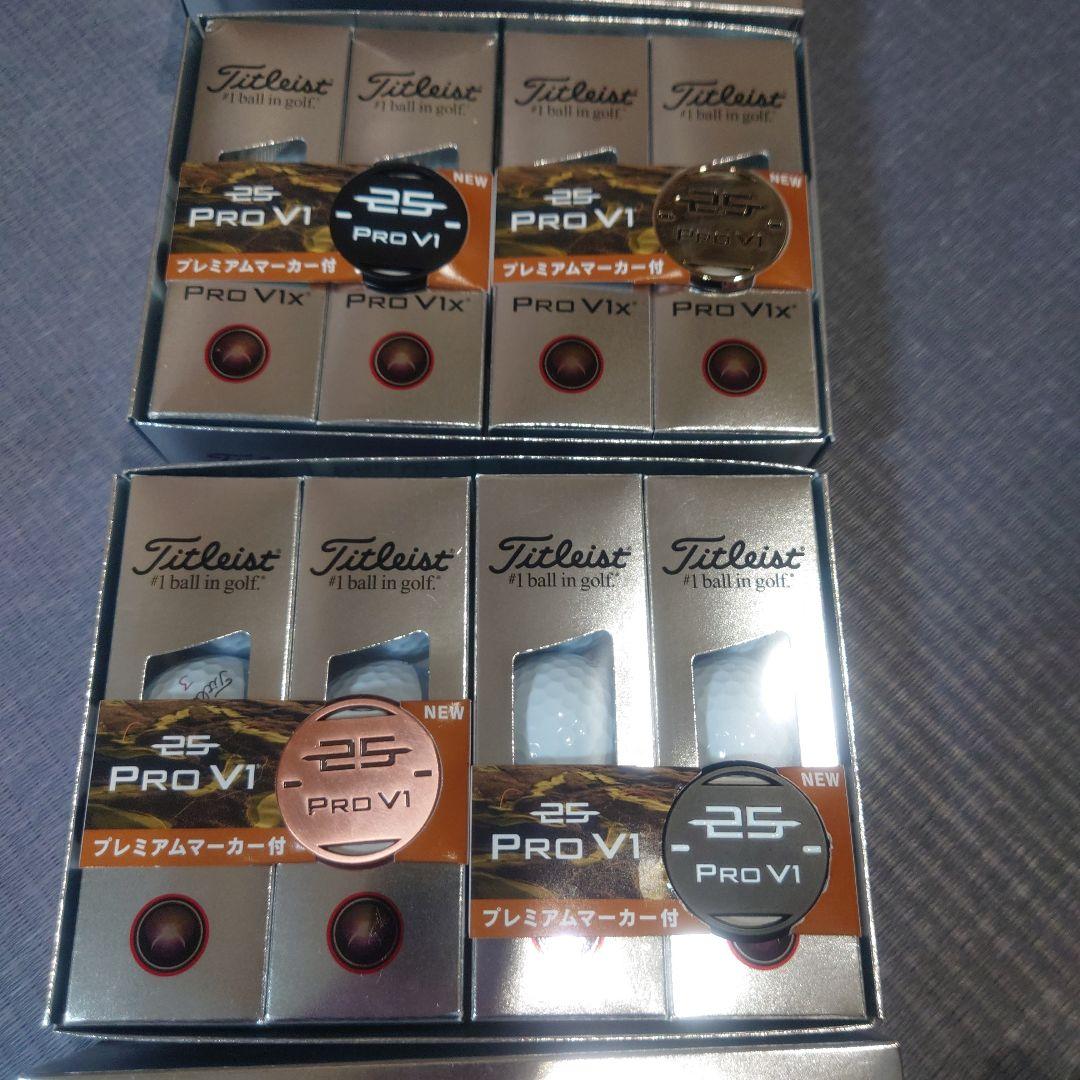 Titleist
#1 ball in golf.®
Titleist
#1 ball in golf.®
Titleist
#1 ball in golf.®
Titleist
#1 ball in golf.®
NEW
25
PRO V1
プレミアムマーカー付
25
PRO V1
NEW
25
PRO V1
プレミアムマーカー付
25
PRO V1
PRO V1x®
PRO V1x®
PRO V1x®
PRO V1x®
Titleist
#1 ball in golf.®
Titleist
#1 ball in golf.®
Titleist
#1 ball in golf.®
Titleist
#1 ball in golf.®
3
NEW
25
PRO V1
プレミアムマーカー付
25
PRO V1
NEW
25
PRO V1
プレミアムマーカー付
25
PRO V1